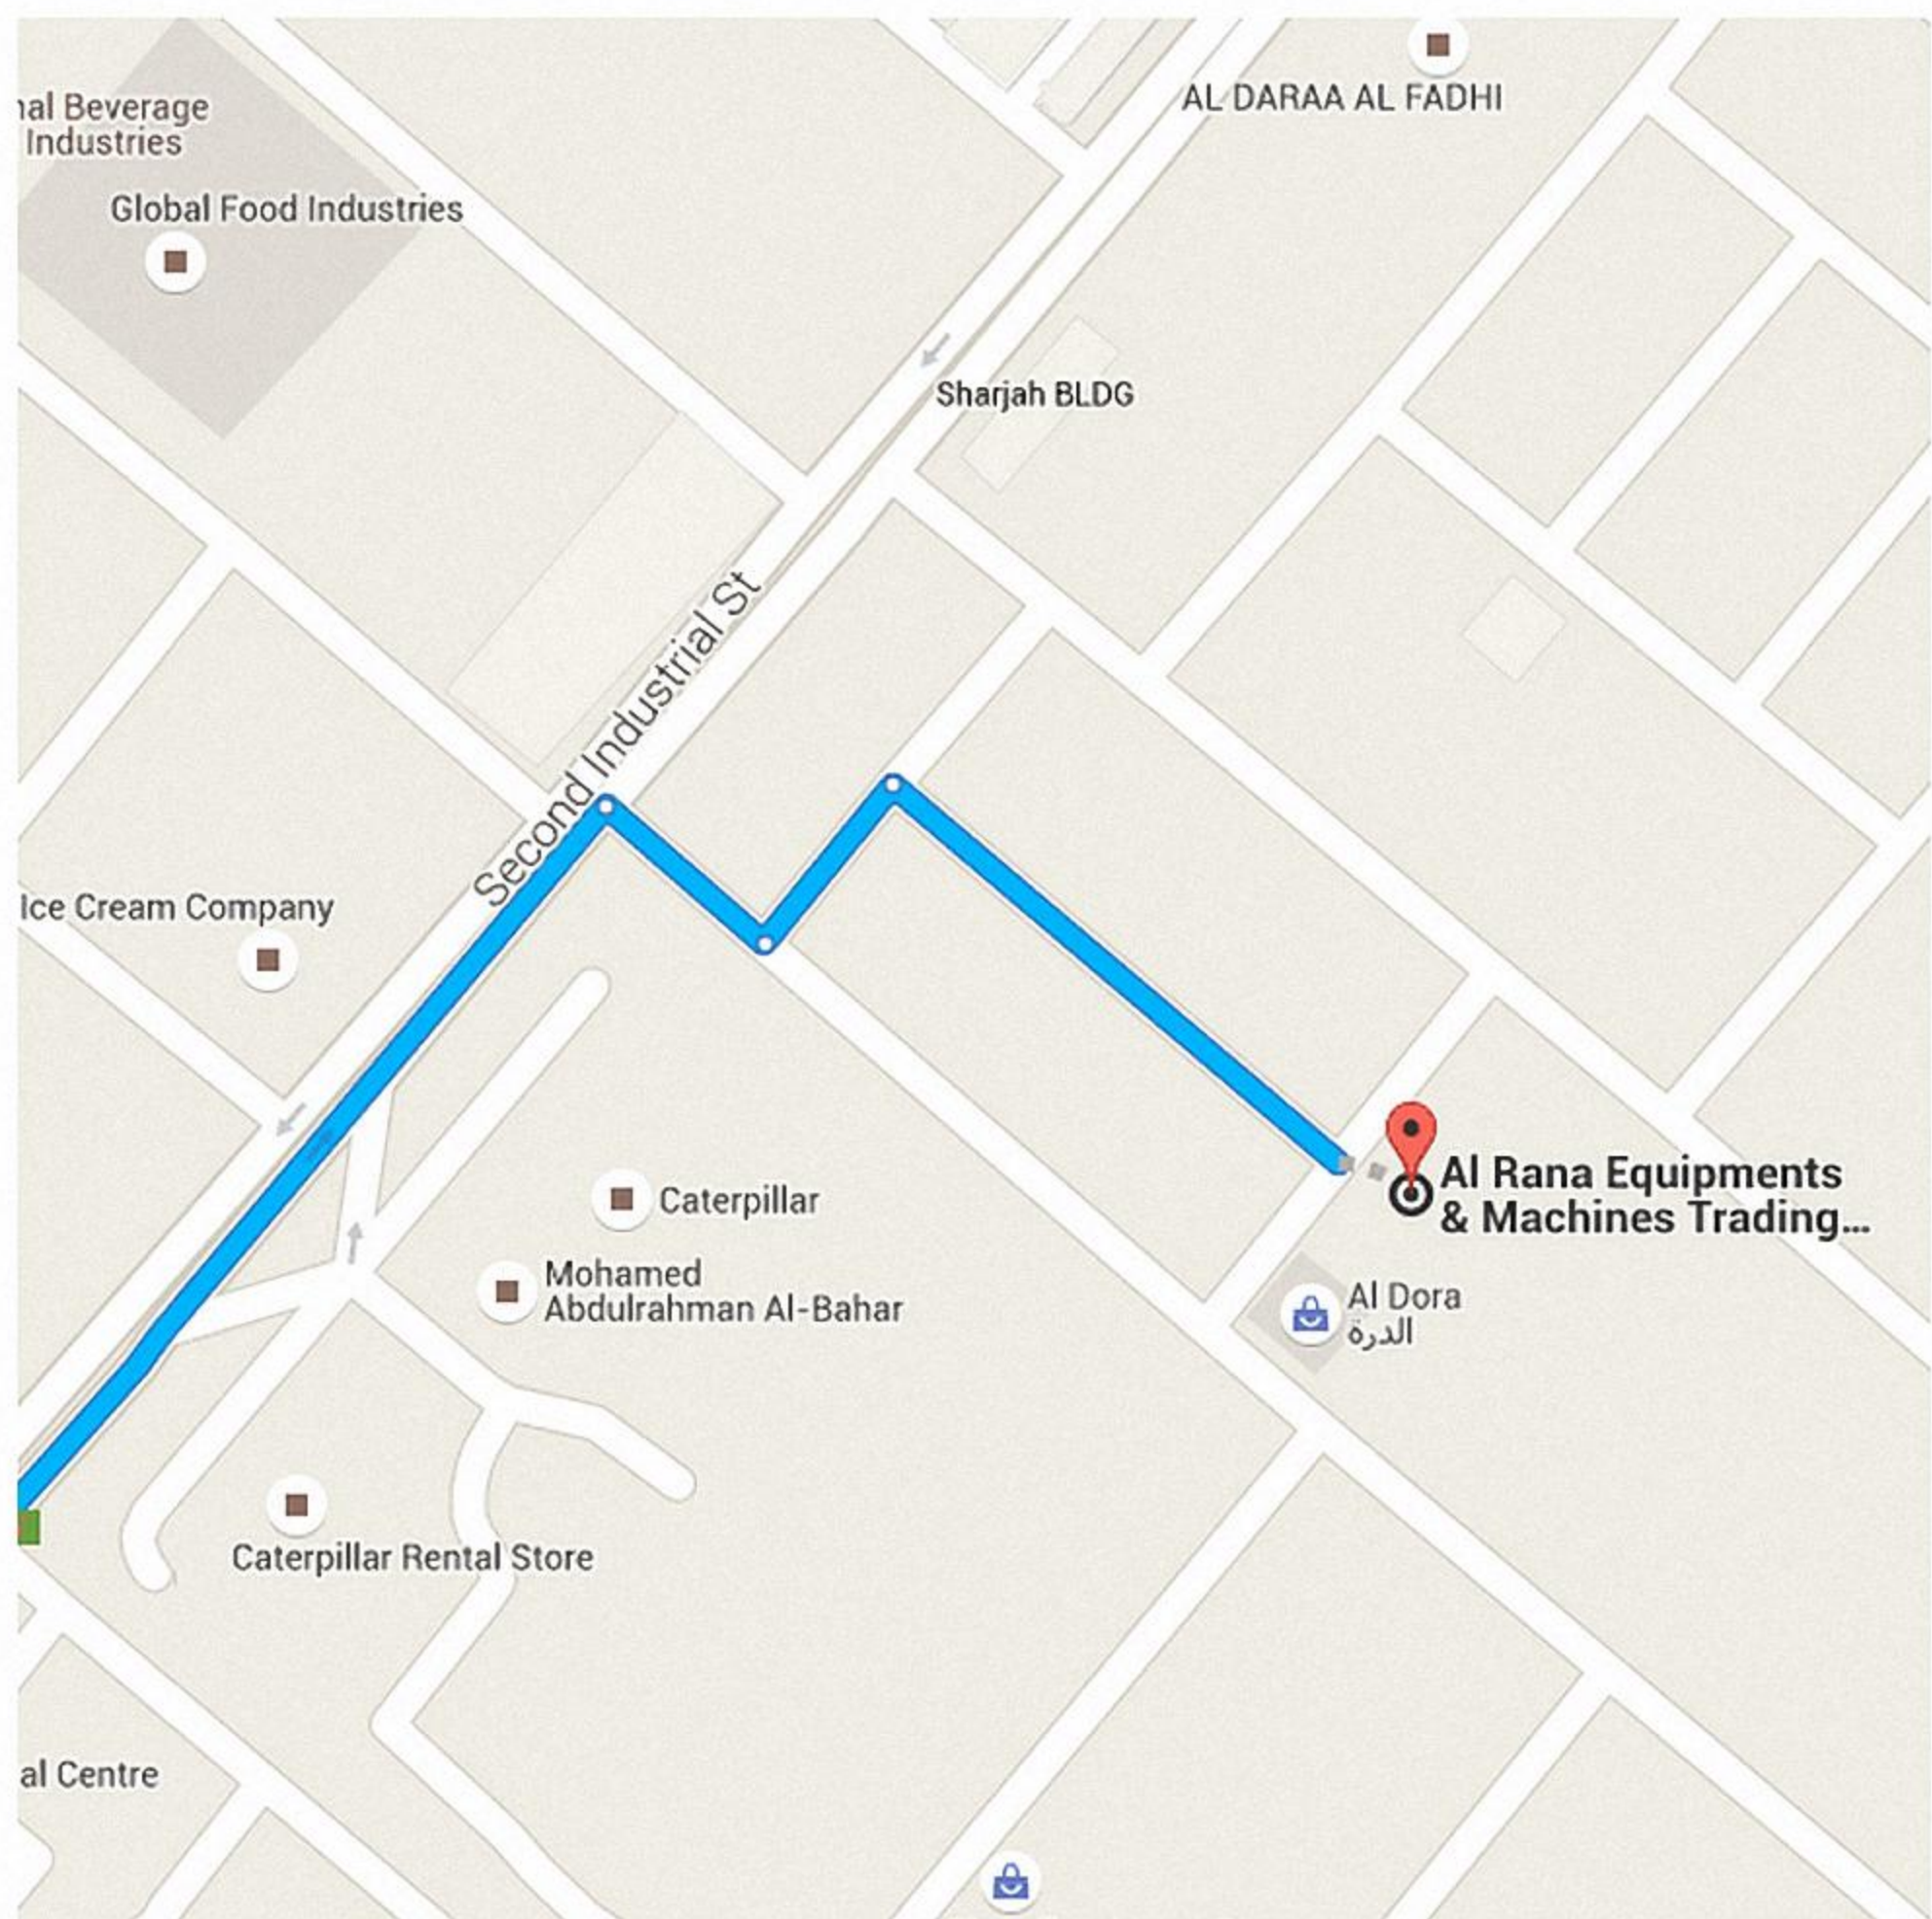 AL DARAA AL FADHI
nal Beverage
Industries
Global Food Industries
Sharjah BLDG
Second Industrial St
Ice Cream Company
Al Rana Equipments
& Machines Trading...
Caterpillar
Mohamed
Abdulrahman Al-Bahar
Al Dora
الدرة
Caterpillar Rental Store
al Centre